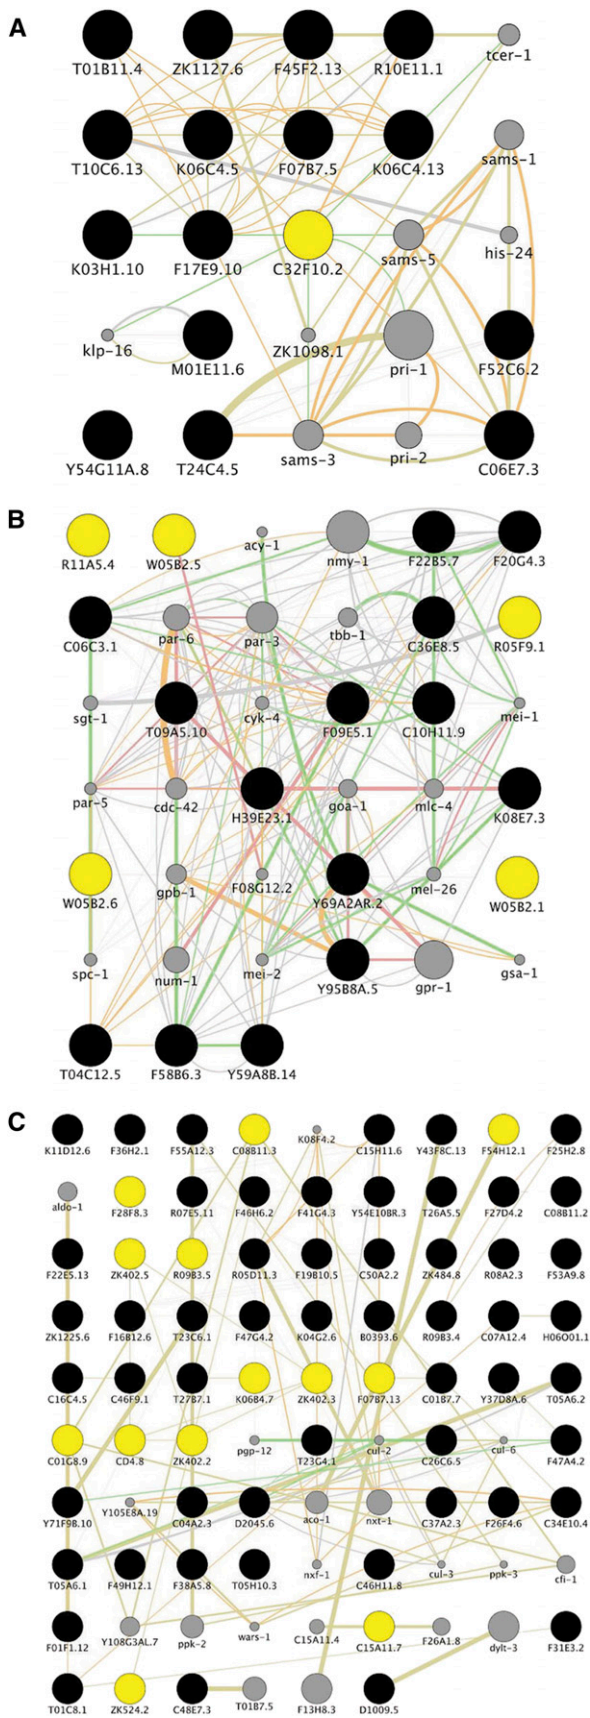 A
T01B11.4 ZK1127.6 F45F2.13 R10E11.1 tcer-1
T10C6.13 K06C4.5 F07B7.5 K06C4.13 sams-1
K03H1.10 F17E9.10 C32F10.2 sams-5 his-24
klp-16 M01E11.6 ZK1098.1 pri-1 F52C6.2
Y54G11A.8 T24C4.5 sams-3 pri-2 C06E7.3
B
R11A5.4 W05B2.5 acy-1 nmy-1 F22B5.7 F20G4.3
C06C3.1 par-6 par-3 tbb-1 C36E8.5 R05F9.1
sgt-1 T09A5.10 cyk-4 F09E5.1 C10H11.9 mei-1
par-5 cdc-42 H39E23.1 goa-1 mlc-4 K08E7.3
W05B2.6 gpb-1 F08G12.2 Y69A2AR.2 mel-26 W05B2.1
spc-1 num-1 mei-2 Y95B8A.5 gpr-1 gsa-1
T04C12.5 F58B6.3 Y59A8B.14
C
K11D12.6 F36H2.1 F55A12.3 C08B11.3 K08F4.2 C15H11.6 Y43F8C.13 F54H12.1 F25H2.8
aldo-1 F28F8.3 R07E5.11 F46H6.2 F41G4.3 Y54E10BR.3 T26A5.5 F27D4.2 C08B11.2
F22E5.13 ZK402.5 R09B3.5 R05D11.3 F19B10.5 C50A2.2 ZK484.8 R08A2.3 F53A9.8
ZK1225.6 F16B12.6 T23C6.1 F47G4.2 K04G2.6 B0393.6 R09B3.4 C07A12.4 H06O01.1
C16C4.5 C46F9.1 T27B7.1 K06B4.7 ZK402.3 F07B7.13 C01B7.7 Y37D8A.6 T05A6.2
C01G8.9 CD4.8 ZK402.2 pgp-12 T23G4.1 cul-2 C26C6.5 cul-6 F47A4.2
Y71F9B.10 Y105E8A.19 C04A2.3 D2045.6 aco-1 nxt-1 C37A2.3 F26F4.6 C34E10.4
T05A6.1 F49H12.1 F38A5.8 T05H10.3 nxf-1 C46H11.8 cul-3 ppk-3 cfi-1
F01F1.12 Y108G3AL.7 ppk-2 wars-1 C15A11.4 C15A11.7 F26A1.8 dylt-3 F31E3.2
T01C8.1 ZK524.2 C48E7.3 T01B7.5 F13H8.3 D1009.5